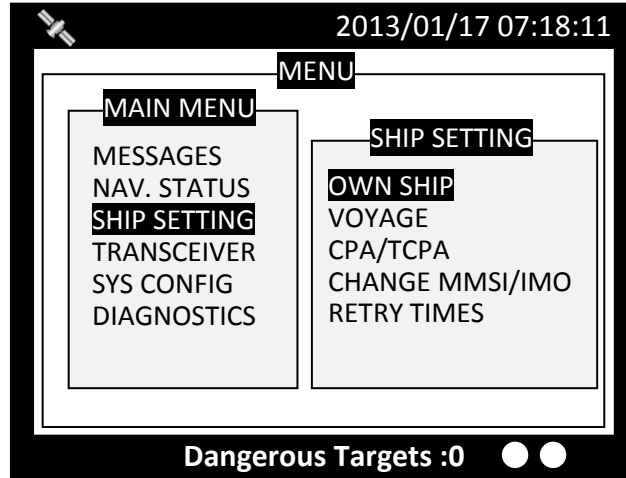 2013/01/17 07:18:11
MENU
MAIN MENU
MESSAGES
NAV. STATUS
SHIP SETTING
TRANSCEIVER
SYS CONFIG
DIAGNOSTICS
SHIP SETTING
OWN SHIP
VOYAGE
CPA/TCPA
CHANGE MMSI/IMO
RETRY TIMES
Dangerous Targets :0